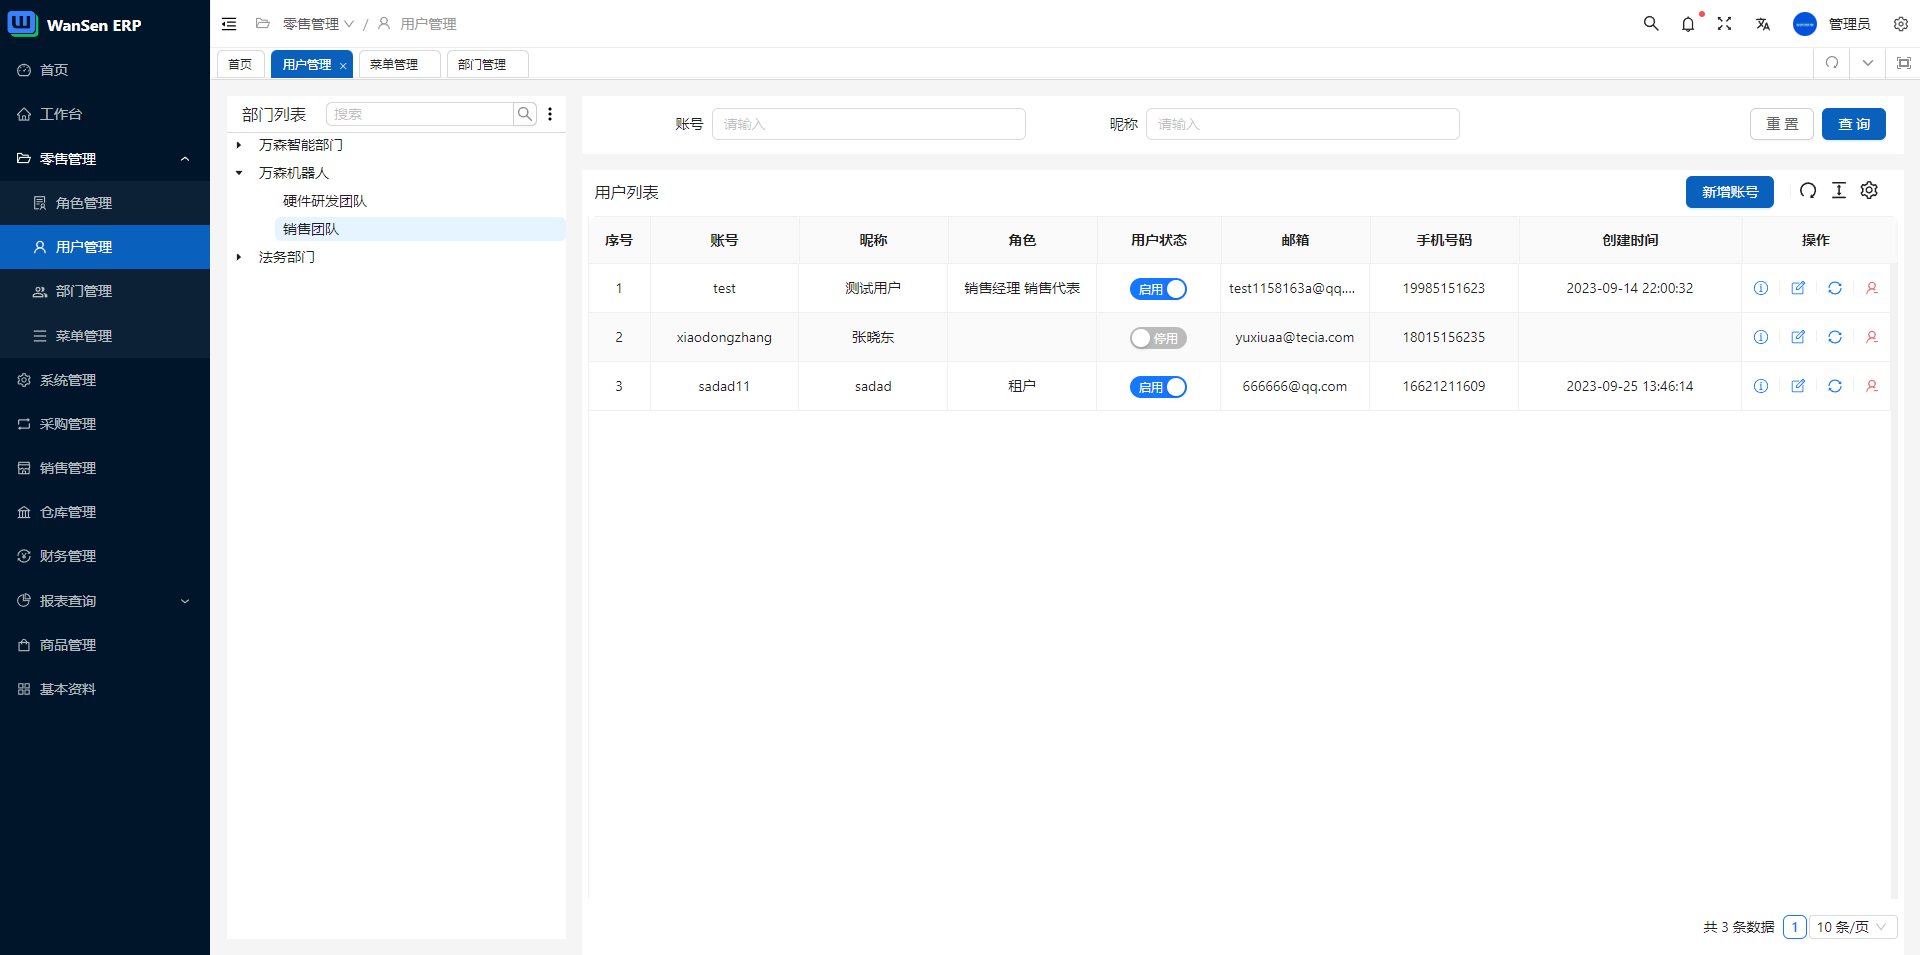 WanSen ERP
首页
工作台
零售管理
角色管理
用户管理
部门管理
菜单管理
系统管理
采购管理
销售管理
仓库管理
财务管理
报表查询
商品管理
基本资料
零售管理 / 用户管理
管理员
首页 用户管理 菜单管理 部门管理
部门列表 搜索
万森智能部门
万森机器人
硬件研发团队
销售团队
法务部门
账号 请输入 昵称 请输入 重 置 查 询
用户列表 新增账号
序号 账号 昵称 角色 用户状态 邮箱 手机号码 创建时间 操作
1 test 测试用户 销售经理 销售代表 启用 test1158163a@qq.... 19985151623 2023-09-14 22:00:32
2 xiaodongzhang 张晓东 停用 yuxiuaa@tecia.com 18015156235
3 sadad11 sadad 租户 启用 666666@qq.com 16621211609 2023-09-25 13:46:14
共 3 条数据 1 10 条/页